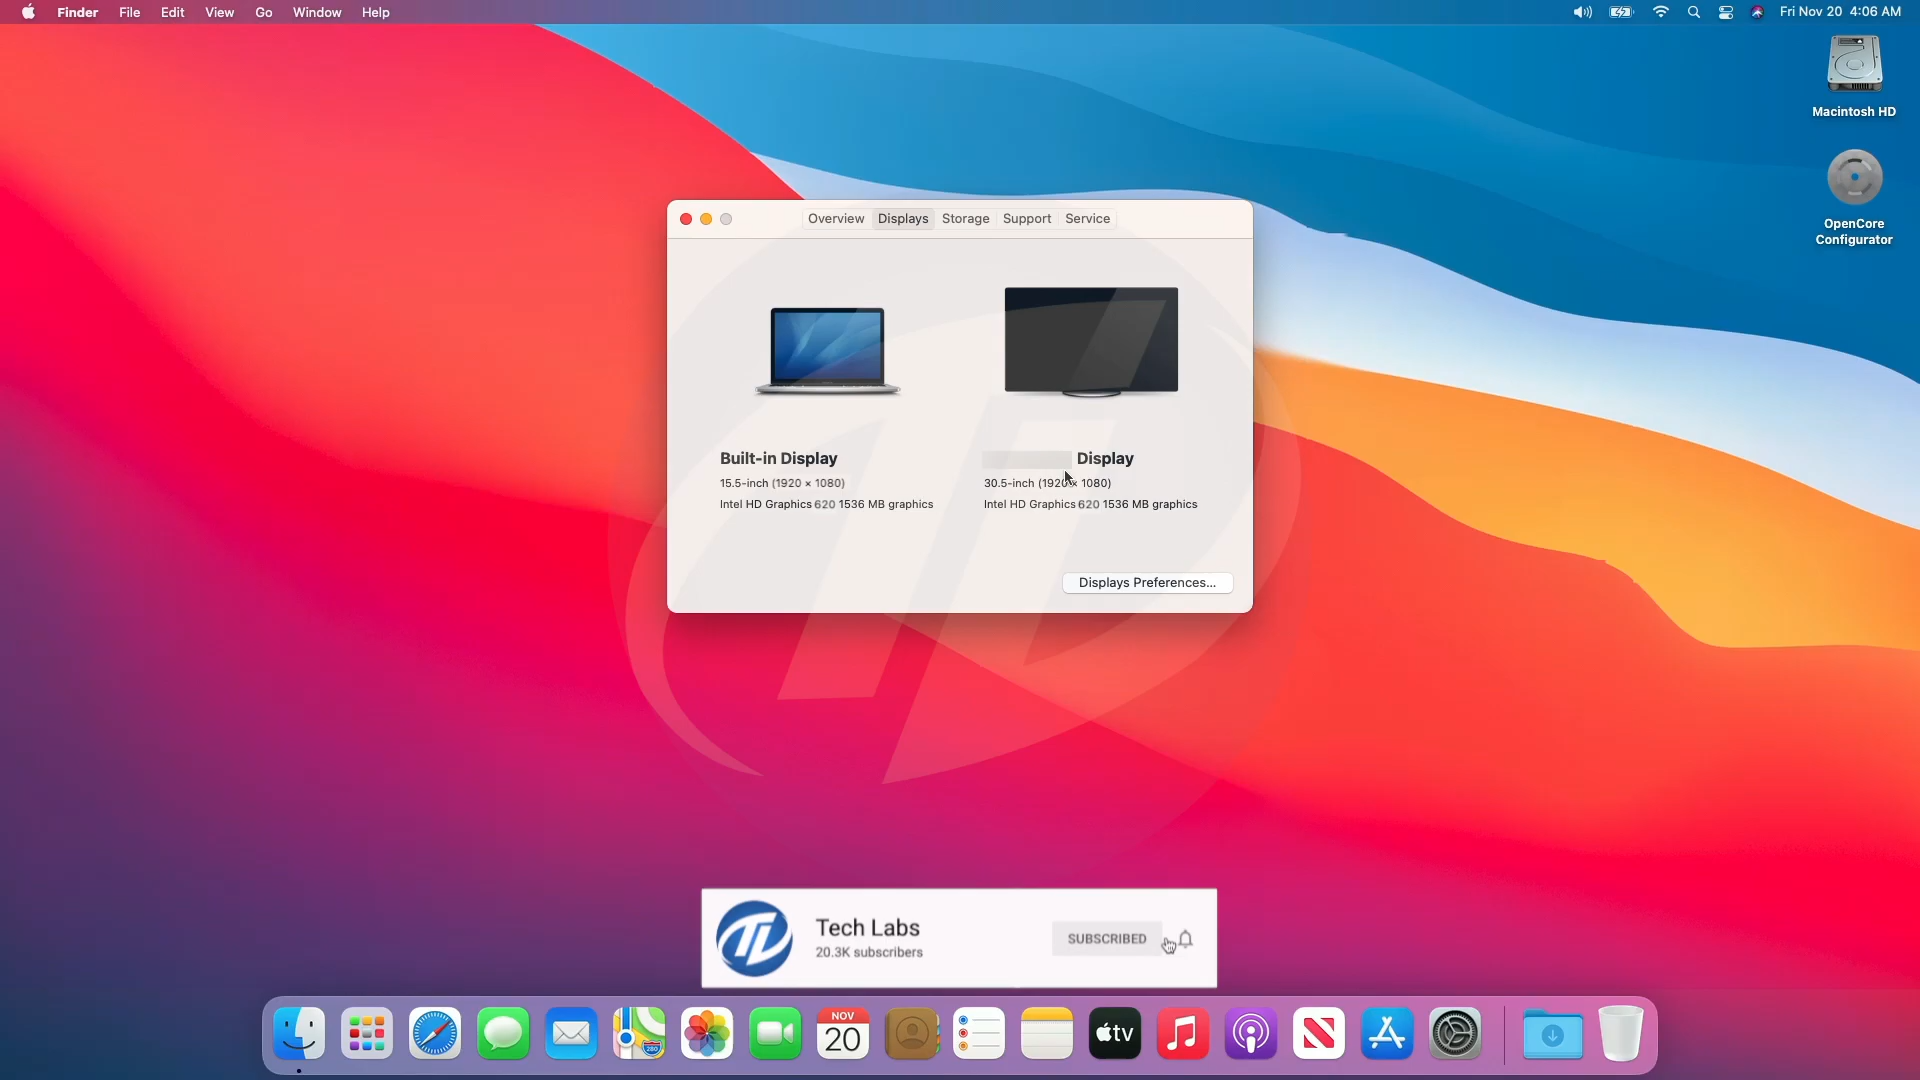 Finder File Edit View Go Window Help Fri Nov 20 4:06 AM
Macintosh HD
OpenCore
Configurator
Overview Displays Storage Support Service
Built-in Display
15.5-inch (1920 × 1080)
Intel HD Graphics 620 1536 MB graphics
Display
30.5-inch (1920 × 1080)
Intel HD Graphics 620 1536 MB graphics
Displays Preferences...
Tech Labs
20.3K subscribers
SUBSCRIBED
NOV
20
280
tv